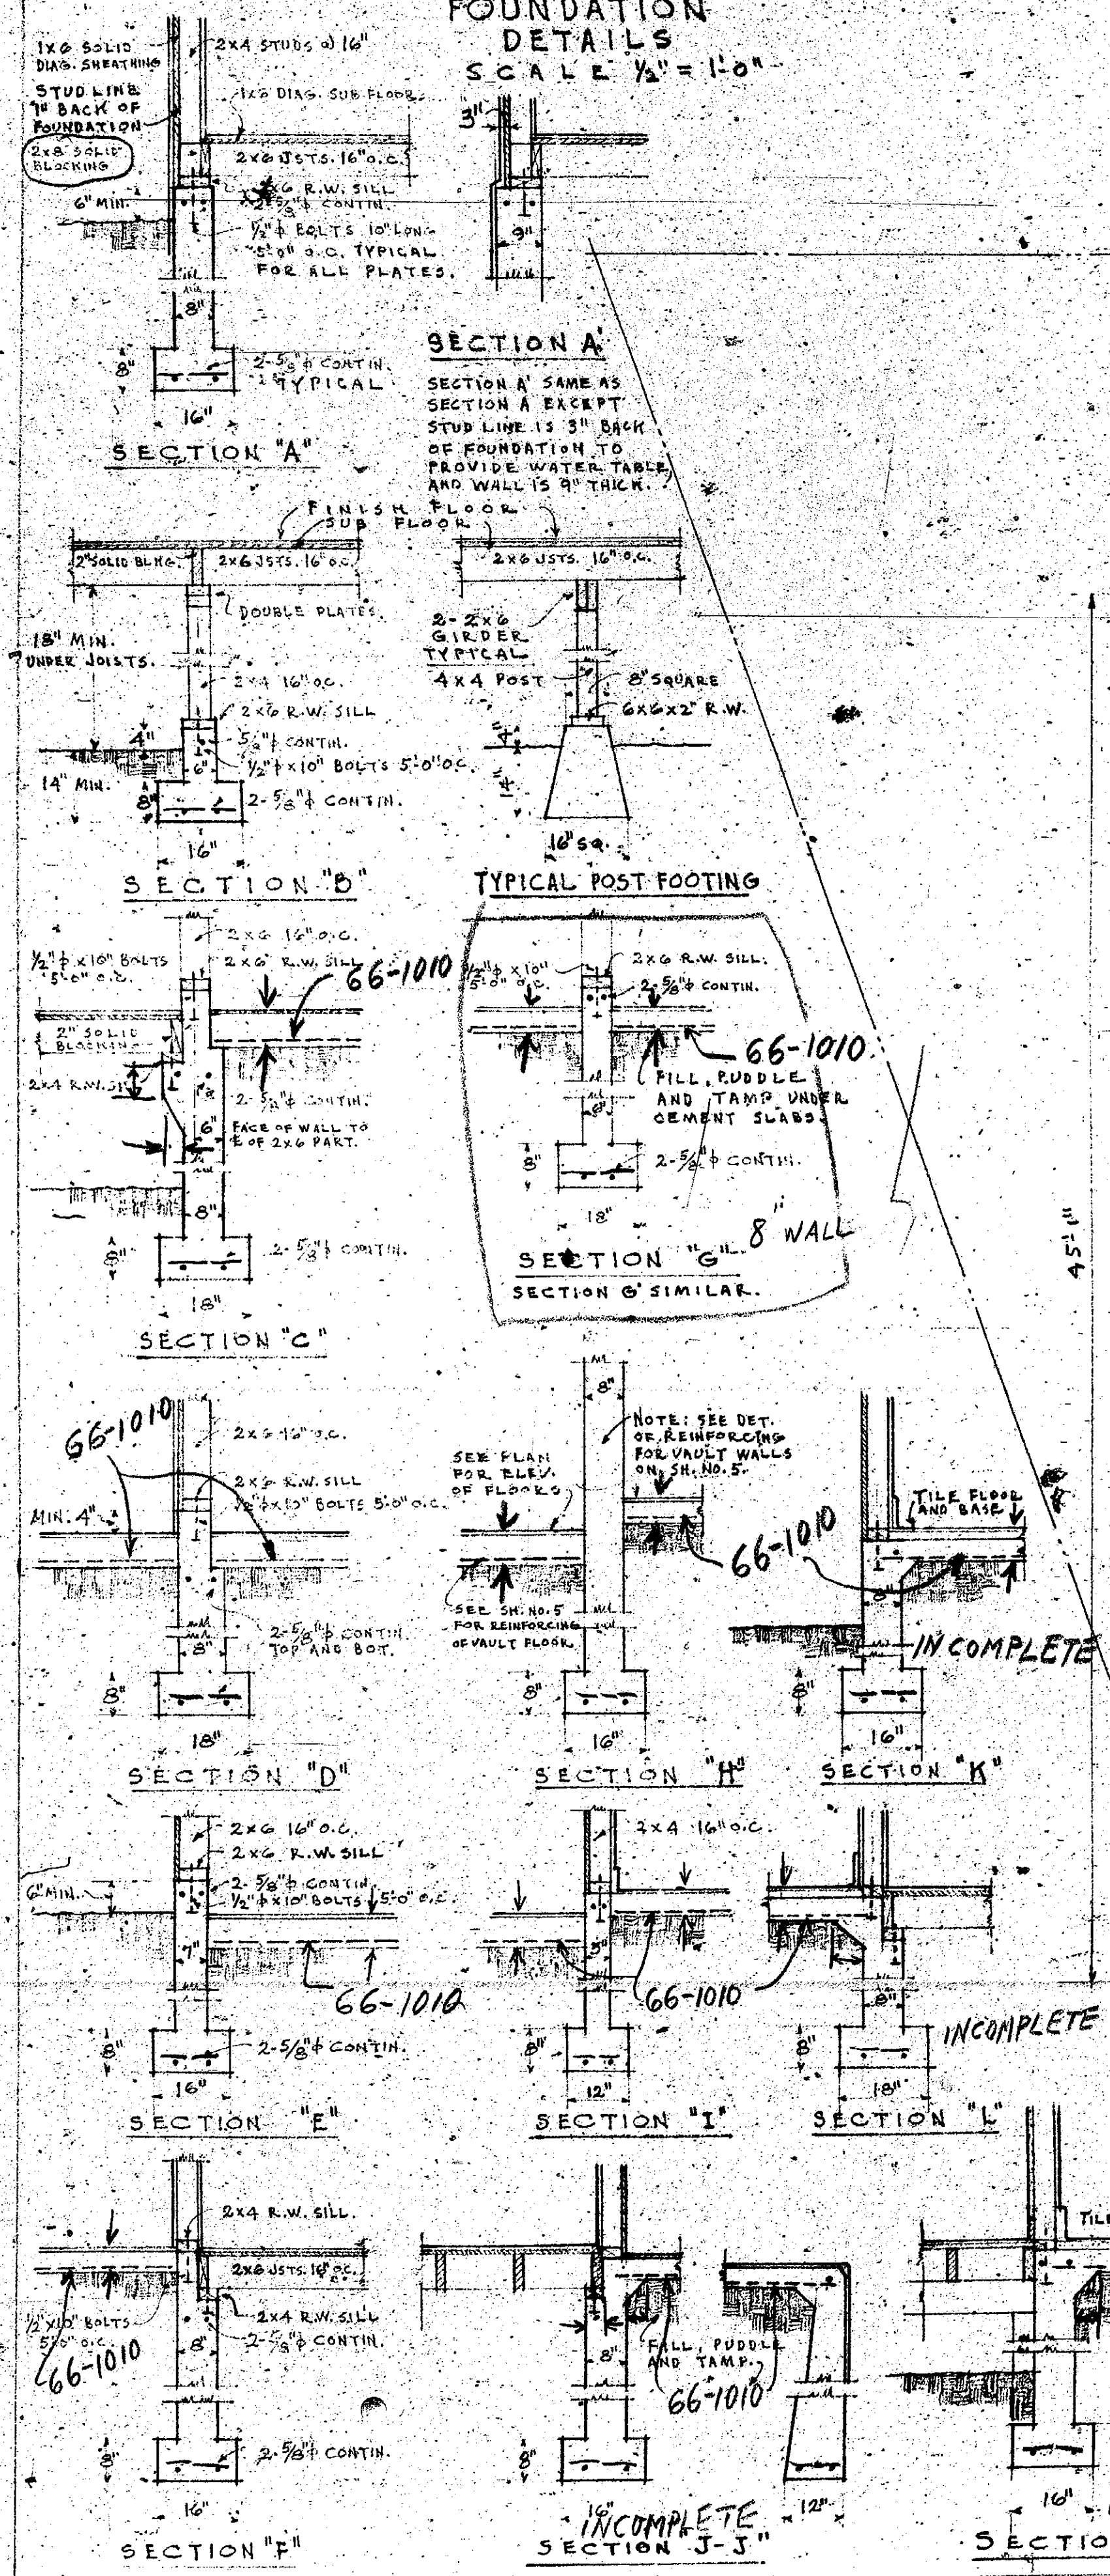 FOUNDATION
DETAILS
SCALE ½" = 1'-0"
1X6 SOLID
DIAG. SHEATHING
STUD LINE
1" BACK OF
FOUNDATION
2x8 SOLID
BLOCKING
6" MIN.
2x4 STUDS @ 16"
1X6 DIAG. SUB FLOOR
2x6 JSTS. 16" O.C.
2x6 R.W. SILL
2-5/8"φ CONTIN.
½"φ BOLTS 10" LONG
5'-0" O.C. TYPICAL
FOR ALL PLATES.
8"
8"
2-5/8"φ CONTIN.
TYPICAL
16"
SECTION "A"
3"
9"
SECTION A'
SECTION A' SAME AS
SECTION A EXCEPT
STUD LINE IS 3" BACK
OF FOUNDATION TO
PROVIDE WATER TABLE,
AND WALL IS 9" THICK.
FINISH FLOOR
SUB FLOOR
2" SOLID BLKG.
2x6 JSTS. 16" O.C.
DOUBLE PLATES.
18" MIN.
UNDER JOISTS.
2x4 16" O.C.
2x6 R.W. SILL
4"
5/8"φ CONTIN.
6"
½"φ x10" BOLTS 5'-0" O.C.
14" MIN.
8"
2-5/8"φ CONTIN.
16"
SECTION "B"
2x6 JSTS. 16" O.C.
2-2x6
GIRDER
TYPICAL
4x4 POST
8" SQUARE
6x6x2" R.W.
16" SQ.
TYPICAL POST FOOTING
2x6 16" O.C.
½"φ x10" BOLTS
5'-0" O.C.
2x6 R.W. SILL
66-1010
2" SOLID
BLOCKING
2x4 R.W.
2-5/8"φ CONTIN.
6"
FACE OF WALL TO
℄ OF 2x6 PART.
8"
8"
2-5/8"φ CONTIN.
18"
SECTION "C"
½"φ x10"
5'-0" O.C.
2x6 R.W. SILL.
2-5/8"φ CONTIN.
66-1010
FILL, PUDDLE
AND TAMP UNDER
CEMENT SLABS.
8"
2-5/8"φ CONTIN.
18"
8" WALL
SECTION "G"
SECTION G' SIMILAR.
45'-1"
66-1010
2x6 16" O.C.
2x6 R.W. SILL
½"φ x10" BOLTS 5'-0" O.C.
MIN. 4"
2-5/8"φ CONTIN.
TOP AND BOT.
8"
8"
18"
SECTION "D"
8"
NOTE: SEE DET.
OF REINFORCING
FOR VAULT WALLS
ON SH. NO. 5.
SEE PLAN
FOR ELEV.
OF FLOORS
66-1010
SEE SH. NO. 5
FOR REINFORCING
OF VAULT FLOOR
8"
16"
SECTION "H"
TILE FLOOR
AND BASE
8"
INCOMPLETE
8"
16"
SECTION "K"
2x6 16" O.C.
2x6 R.W. SILL
2-5/8"φ CONTIN.
½"φ x10" BOLTS 5'-0" O.C.
6" MIN.
7"
66-1010
8"
2-5/8"φ CONTIN.
16"
SECTION "E"
2x4 16" O.C.
66-1010
8"
12"
SECTION "I"
8"
INCOMPLETE
8"
18"
SECTION "L"
2x4 R.W. SILL.
2x6 JSTS. 16" O.C.
½"x10" BOLTS
5'-0" O.C.
66-1010
2x4 R.W. SILL
2-5/8"φ CONTIN.
8"
8"
2-5/8"φ CONTIN.
16"
SECTION "F"
8"
FILL, PUDDLE
AND TAMP.
66-1010
8"
16"
12"
INCOMPLETE
SECTION J-J"
TILE
16"
SECTIO